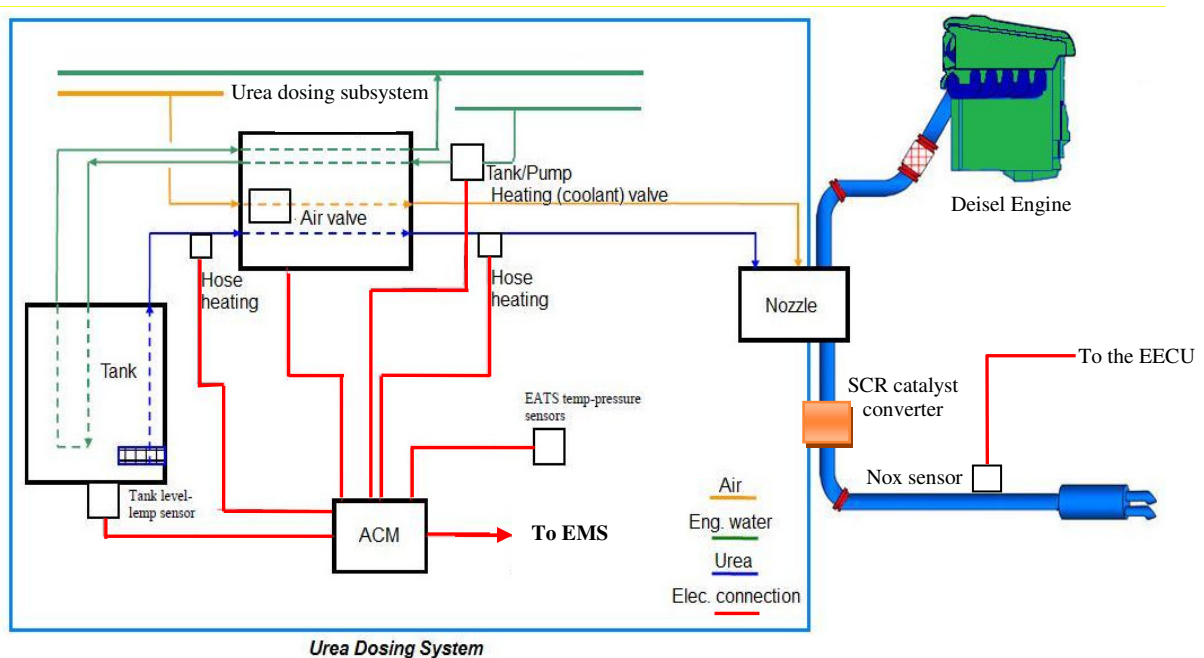 Urea dosing subsystem
Tank/Pump
Heating (coolant) valve
Air valve
Hose
heating
Hose
heating
Deisel Engine
Nozzle
Tank
To the EECU
SCR catalyst
converter
EATS temp-pressure
sensors
Nox sensor
Tank level-
lemp sensor
Air
Eng. water
Urea
Elec. connection
ACM
To EMS
Urea Dosing System